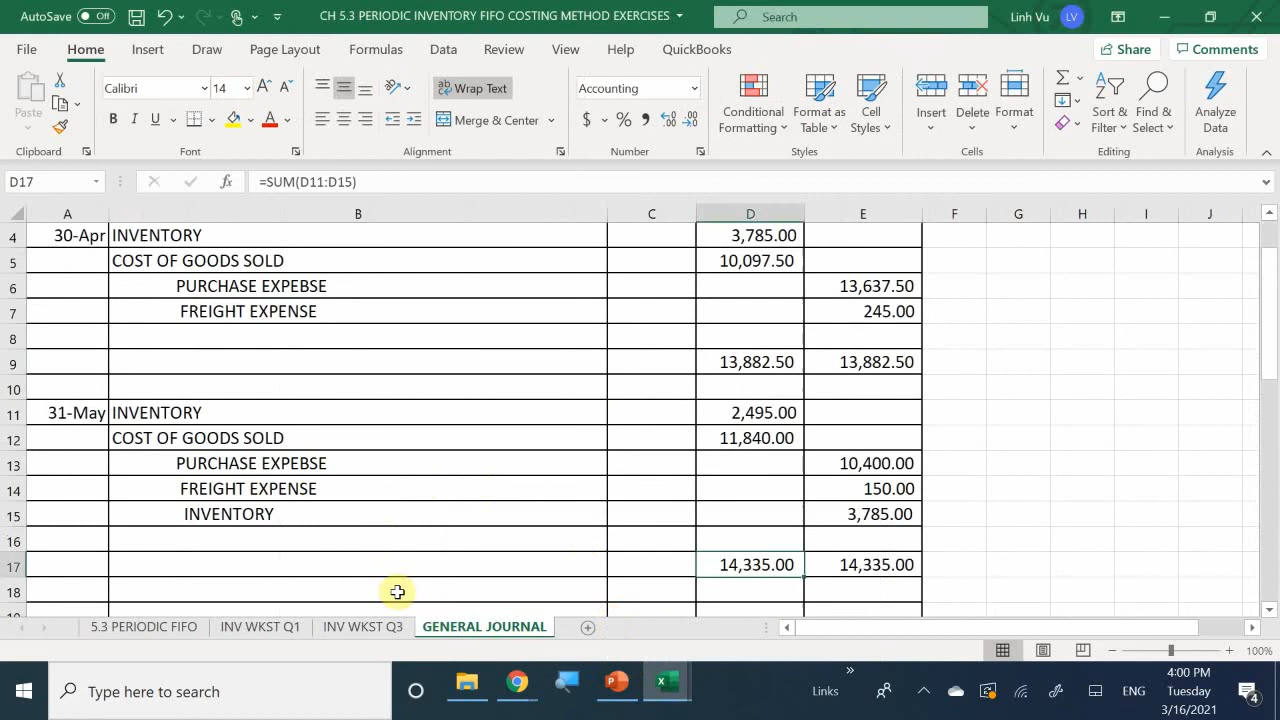 AutoSave Off CH 5.3 PERIODIC INVENTORY FIFO COSTING METHOD EXERCISES Search Linh Vu LV
File Home Insert Draw Page Layout Formulas Data Review View Help QuickBooks Share Comments
Paste Calibri 14 A A ab Wrap Text Accounting Conditional Formatting Format as Table Cell Styles Insert Delete Format Sort & Filter Find & Select Analyze Data
B I U A Merge & Center $ % , .00
Clipboard Font Alignment Number Styles Cells Editing Analysis
D17 fx =SUM(D11:D15)
A B C D E F G H I J
4 30-Apr INVENTORY 3,785.00
5 COST OF GOODS SOLD 10,097.50
6 PURCHASE EXPEBSE 13,637.50
7 FREIGHT EXPENSE 245.00
8
9 13,882.50 13,882.50
10
11 31-May INVENTORY 2,495.00
12 COST OF GOODS SOLD 11,840.00
13 PURCHASE EXPEBSE 10,400.00
14 FREIGHT EXPENSE 150.00
15 INVENTORY 3,785.00
16
17 14,335.00 14,335.00
18
5.3 PERIODIC FIFO INV WKST Q1 INV WKST Q3 GENERAL JOURNAL
100%
Type here to search Links ENG 4:00 PM
Tuesday
3/16/2021
4